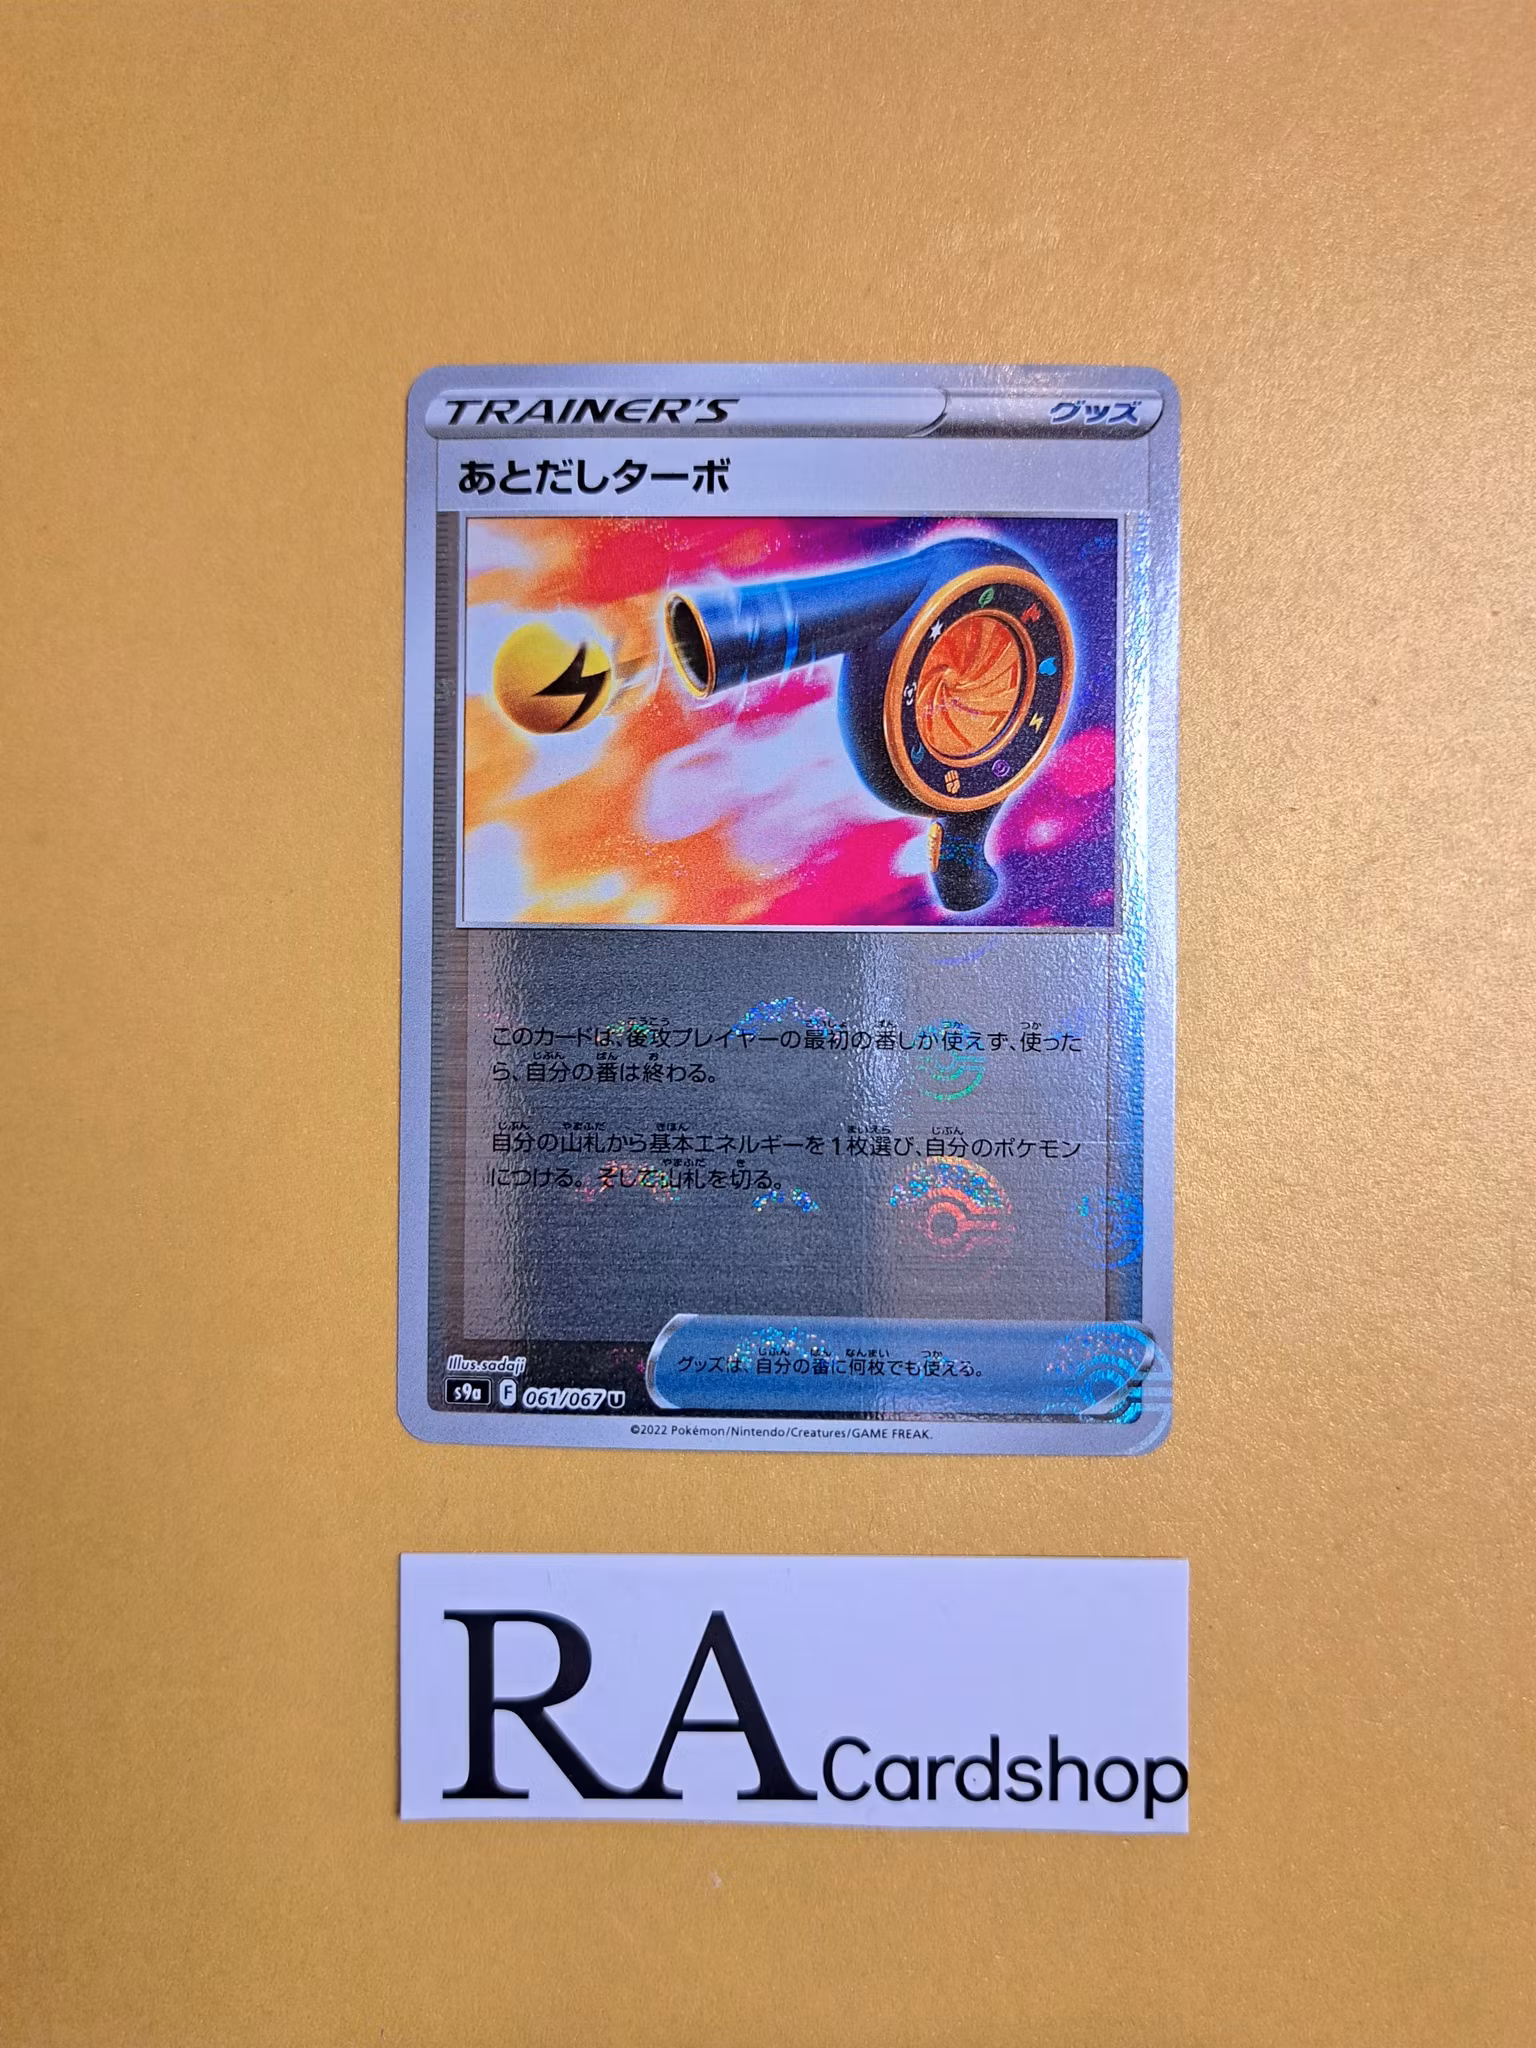 TRAINER'S グッズ
あとだしターボ
このカードは、後攻プレイヤーの最初の番しか使えず、使った
ら、自分の番は終わる。
自分の山札から基本エネルギーを1枚選び、自分のポケモン
につける。そして山札を切る。
グッズは、自分の番に何枚でも使える。
Illus.sadaji
s9a F 061/067 U
©2022 Pokémon/Nintendo/Creatures/GAME FREAK.
RA Cardshop